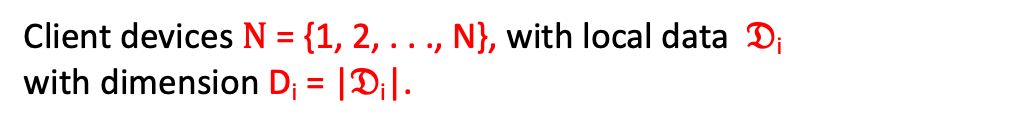 Client devices N = {1, 2, . . ., N}, with local data 𝔇ᵢ
with dimension Dᵢ = |𝔇ᵢ|.